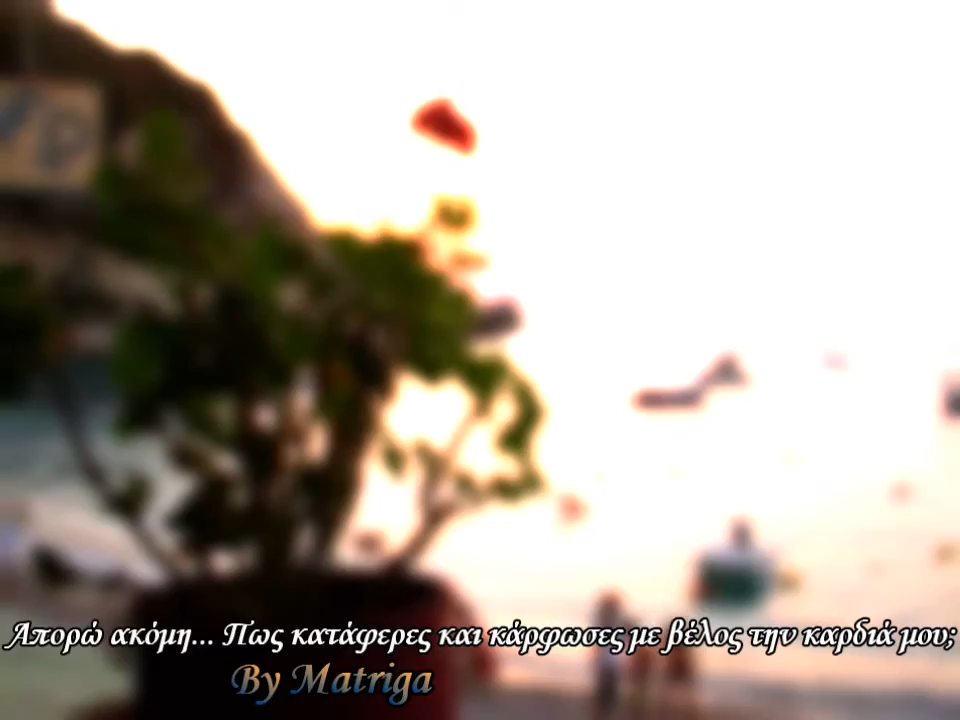 Απορώ ακόμη... Πως κατάφερες και κάρφωσες με βέλος την καρδιά μου;
By Matriga